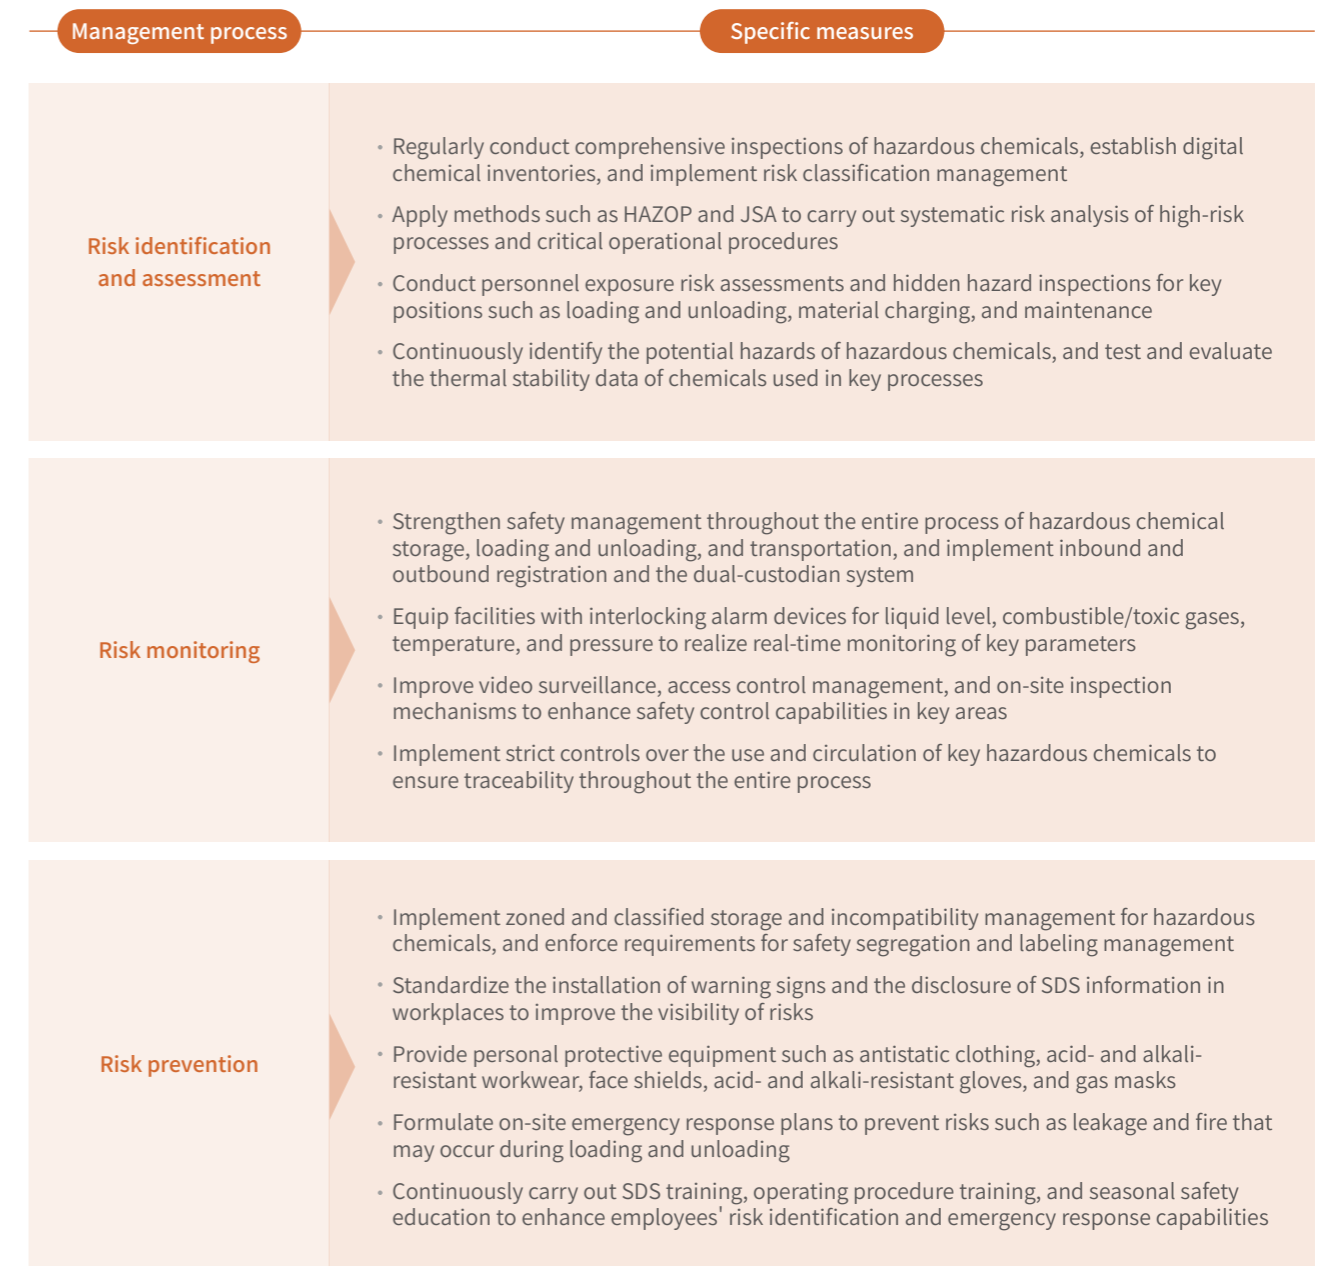 Management process
Specific measures
Risk identification
and assessment
• Regularly conduct comprehensive inspections of hazardous chemicals, establish digital
chemical inventories, and implement risk classification management
• Apply methods such as HAZOP and JSA to carry out systematic risk analysis of high-risk
processes and critical operational procedures
• Conduct personnel exposure risk assessments and hidden hazard inspections for key
positions such as loading and unloading, material charging, and maintenance
• Continuously identify the potential hazards of hazardous chemicals, and test and evaluate
the thermal stability data of chemicals used in key processes
Risk monitoring
• Strengthen safety management throughout the entire process of hazardous chemical
storage, loading and unloading, and transportation, and implement inbound and
outbound registration and the dual-custodian system
• Equip facilities with interlocking alarm devices for liquid level, combustible/toxic gases,
temperature, and pressure to realize real-time monitoring of key parameters
• Improve video surveillance, access control management, and on-site inspection
mechanisms to enhance safety control capabilities in key areas
• Implement strict controls over the use and circulation of key hazardous chemicals to
ensure traceability throughout the entire process
Risk prevention
• Implement zoned and classified storage and incompatibility management for hazardous
chemicals, and enforce requirements for safety segregation and labeling management
• Standardize the installation of warning signs and the disclosure of SDS information in
workplaces to improve the visibility of risks
• Provide personal protective equipment such as antistatic clothing, acid- and alkali-
resistant workwear, face shields, acid- and alkali-resistant gloves, and gas masks
• Formulate on-site emergency response plans to prevent risks such as leakage and fire that
may occur during loading and unloading
• Continuously carry out SDS training, operating procedure training, and seasonal safety
education to enhance employees' risk identification and emergency response capabilities